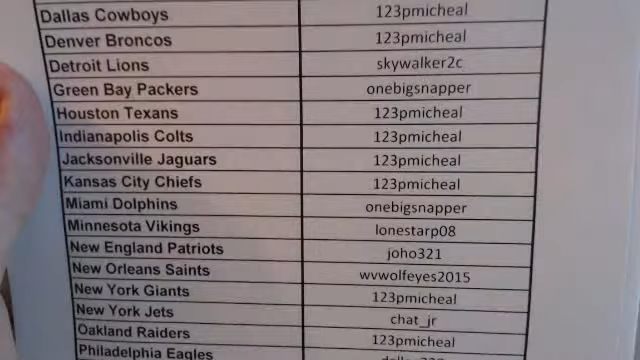 Dallas Cowboys 123pmicheal
Denver Broncos 123pmicheal
Detroit Lions skywalker2c
Green Bay Packers onebigsnapper
Houston Texans 123pmicheal
Indianapolis Colts 123pmicheal
Jacksonville Jaguars 123pmicheal
Kansas City Chiefs 123pmicheal
Miami Dolphins onebigsnapper
Minnesota Vikings lonestarp08
New England Patriots joho321
New Orleans Saints wvwolfeyes2015
New York Giants 123pmicheal
New York Jets chat_jr
Oakland Raiders 123pmicheal
Philadelphia Eagles